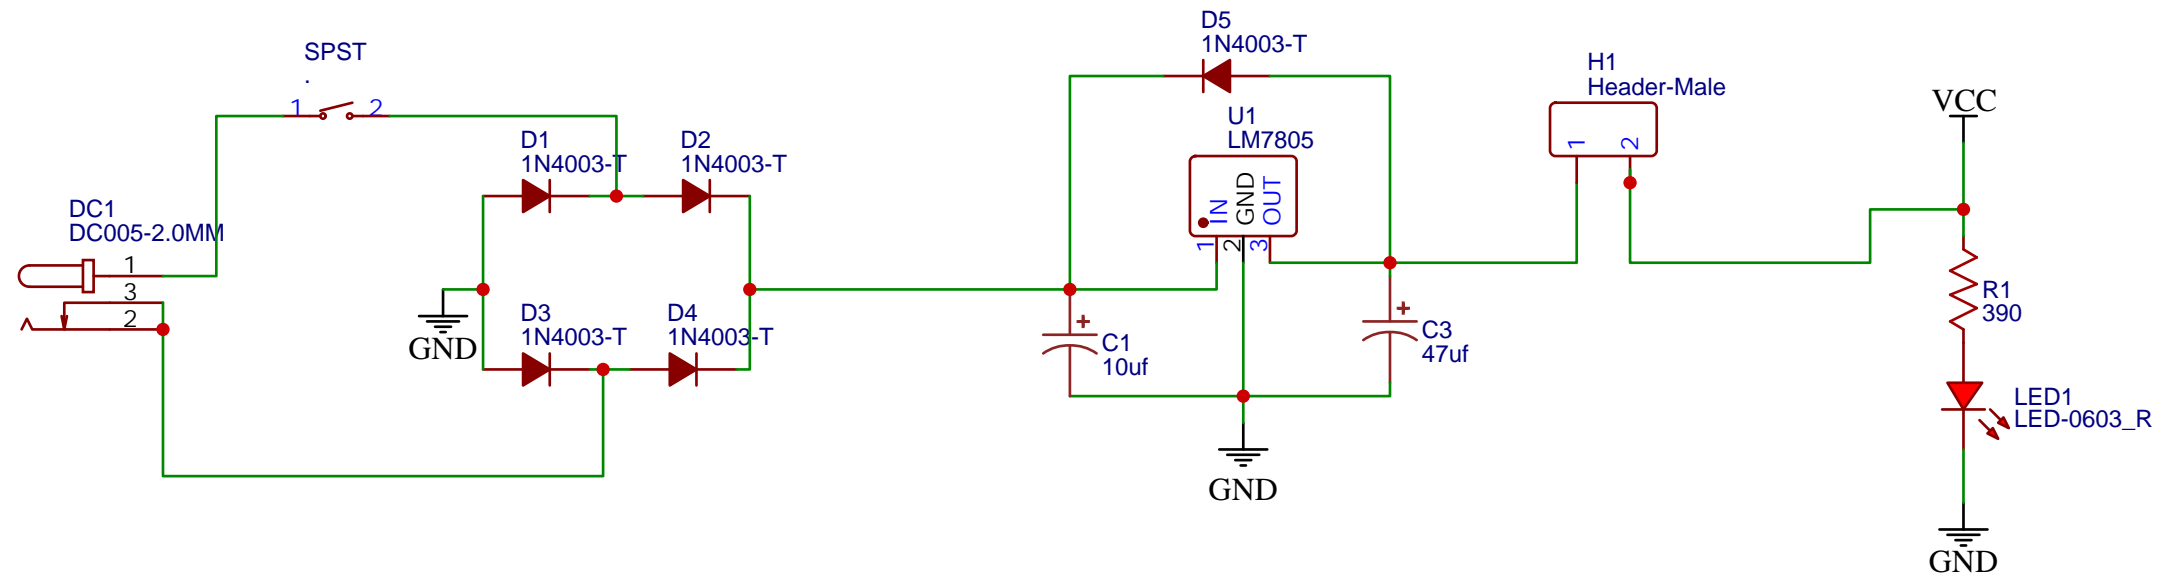 SPST
.
1 2
DC1
DC005-2.0MM
1
3
2
D1
1N4003-T
D2
1N4003-T
GND
D3
1N4003-T
D4
1N4003-T
D5
1N4003-T
U1
LM7805
IN
GND
OUT
1
2
3
+
C1
10uf
+
C3
47uf
GND
H1
Header-Male
1
2
VCC
R1
390
LED1
LED-0603_R
GND